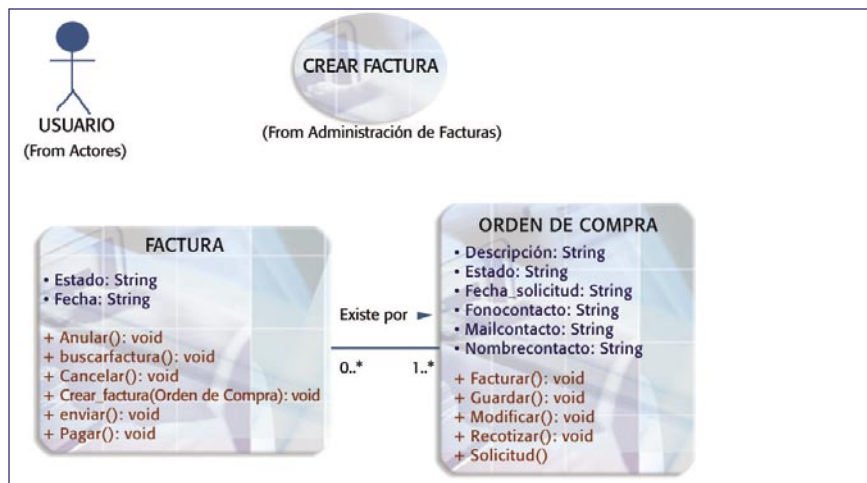 USUARIO
(From Actores)
CREAR FACTURA
(From Administración de Facturas)
FACTURA
• Estado: String
• Fecha: String
+ Anular(): void
+ buscarfactura(): void
+ Cancelar(): void
+ Crear_factura(Orden de Compra): void
+ enviar(): void
+ Pagar(): void
Existe por
0..*
1..*
ORDEN DE COMPRA
• Descripción: String
• Estado: String
• Fecha_solicitud: String
• Fonocontacto: String
• Mailcontacto: String
• Nombrecontacto: String
+ Facturar(): void
+ Guardar(): void
+ Modificar(): void
+ Recotizar(): void
+ Solicitud()